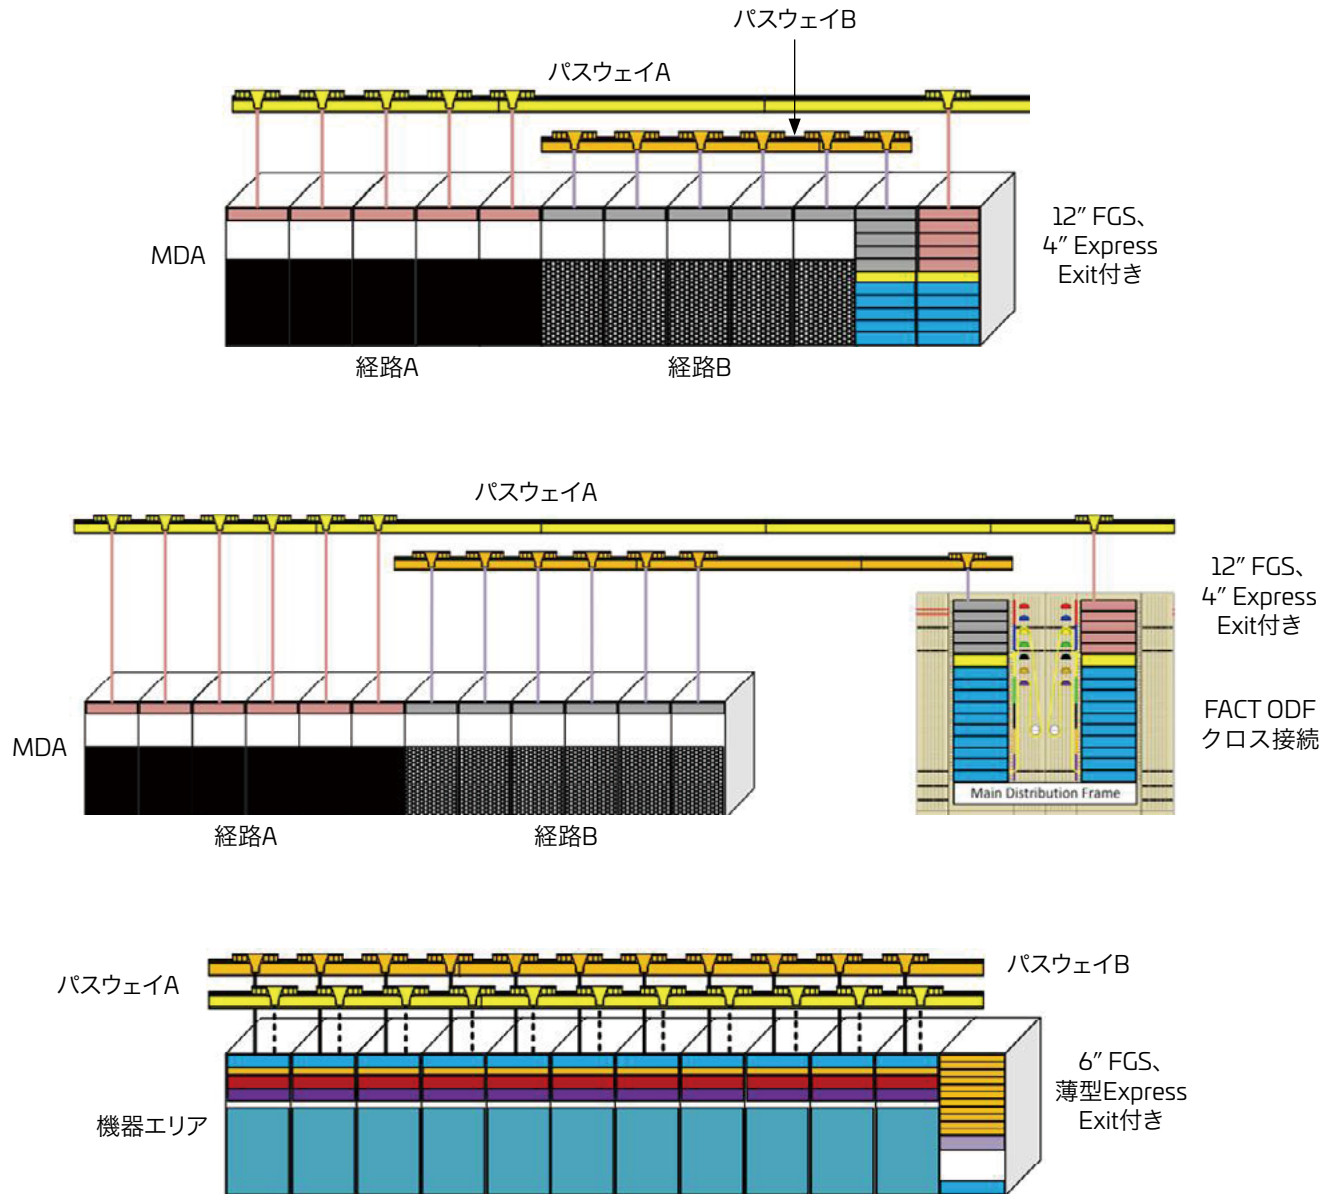 パスウェイB
パスウェイA
MDA
12” FGS、
4” Express
Exit付き
経路A
経路B
パスウェイA
12” FGS、
4” Express
Exit付き
MDA
FACT ODF
クロス接続
Main Distribution Frame
経路A
経路B
パスウェイA
パスウェイB
機器エリア
6” FGS、
薄型Express
Exit付き